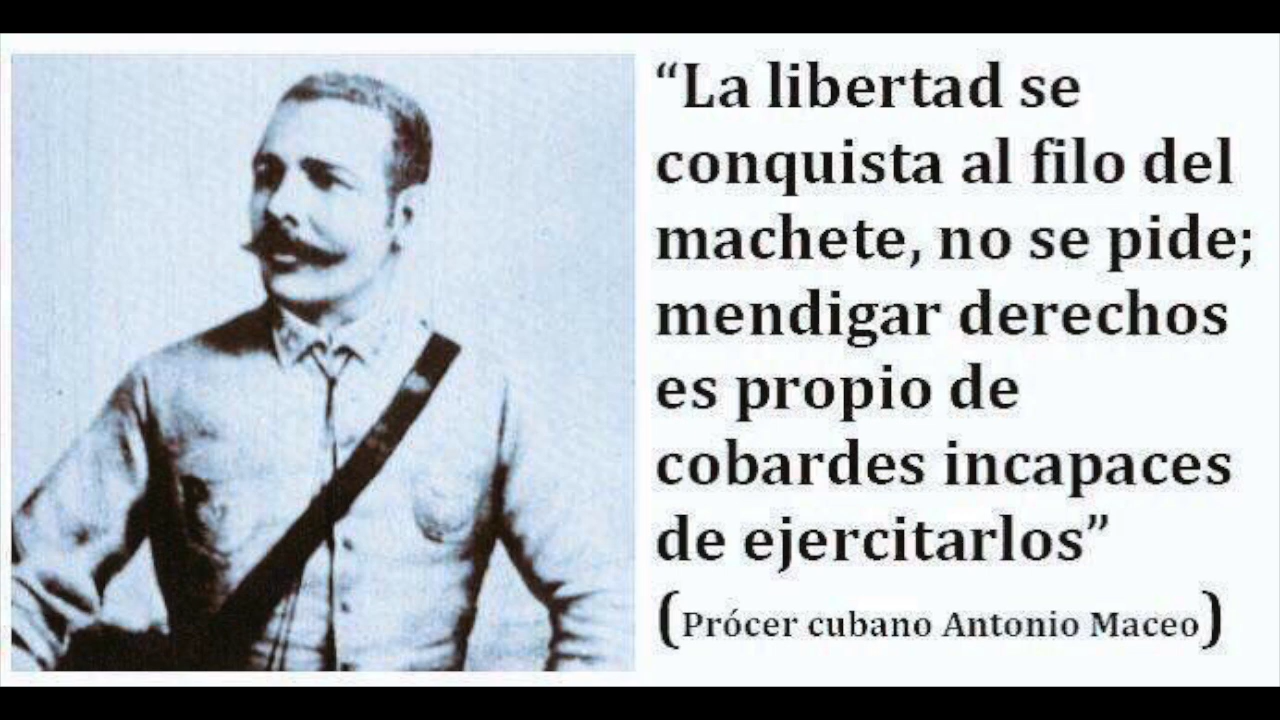 “La libertad se
conquista al filo del
machete, no se pide;
mendigar derechos
es propio de
cobardes incapaces
de ejercitarlos”
(Prócer cubano Antonio Maceo)